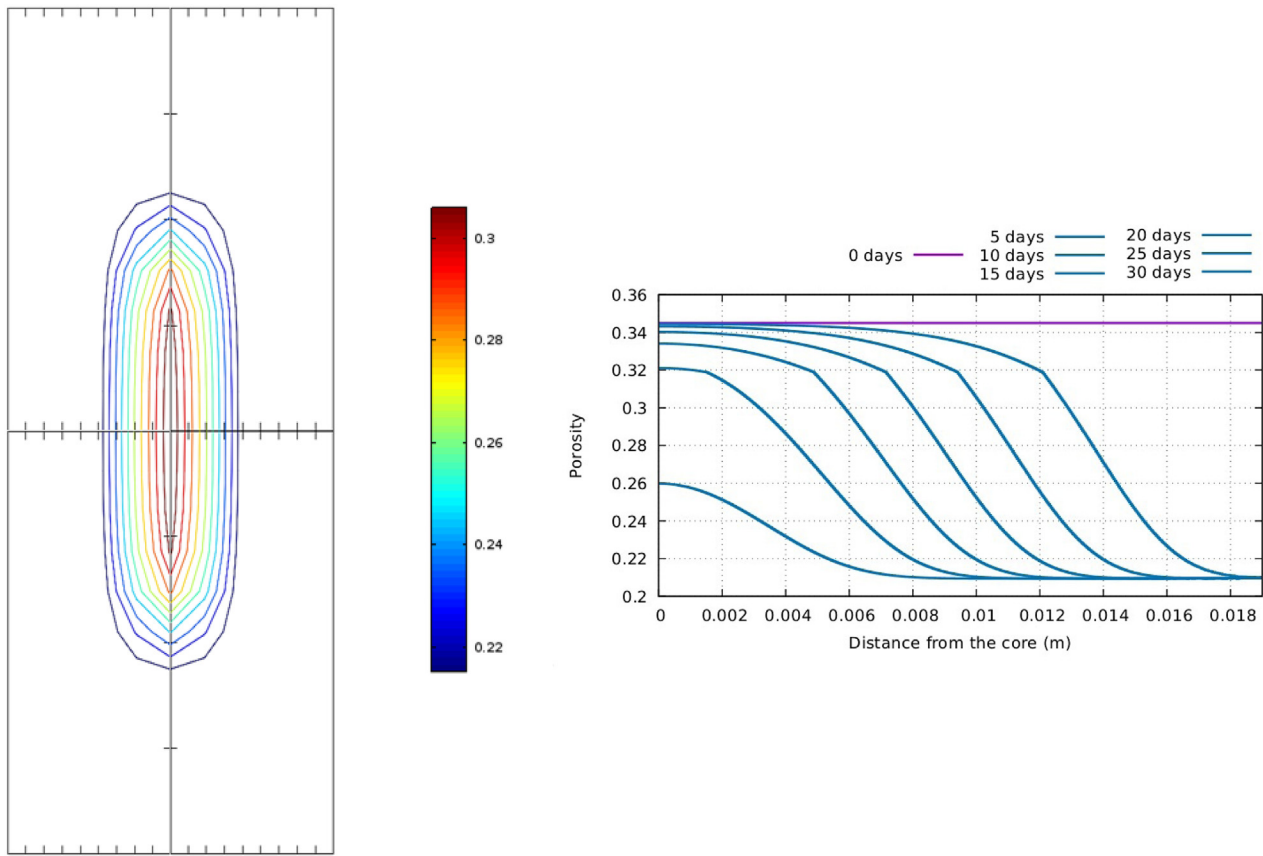 0.3
0.28
0.26
0.24
0.22
0 days
5 days
10 days
15 days
20 days
25 days
30 days
0.36
0.34
0.32
0.3
0.28
0.26
0.24
0.22
0.2
Porosity
0 0.002 0.004 0.006 0.008 0.01 0.012 0.014 0.016 0.018
Distance from the core (m)